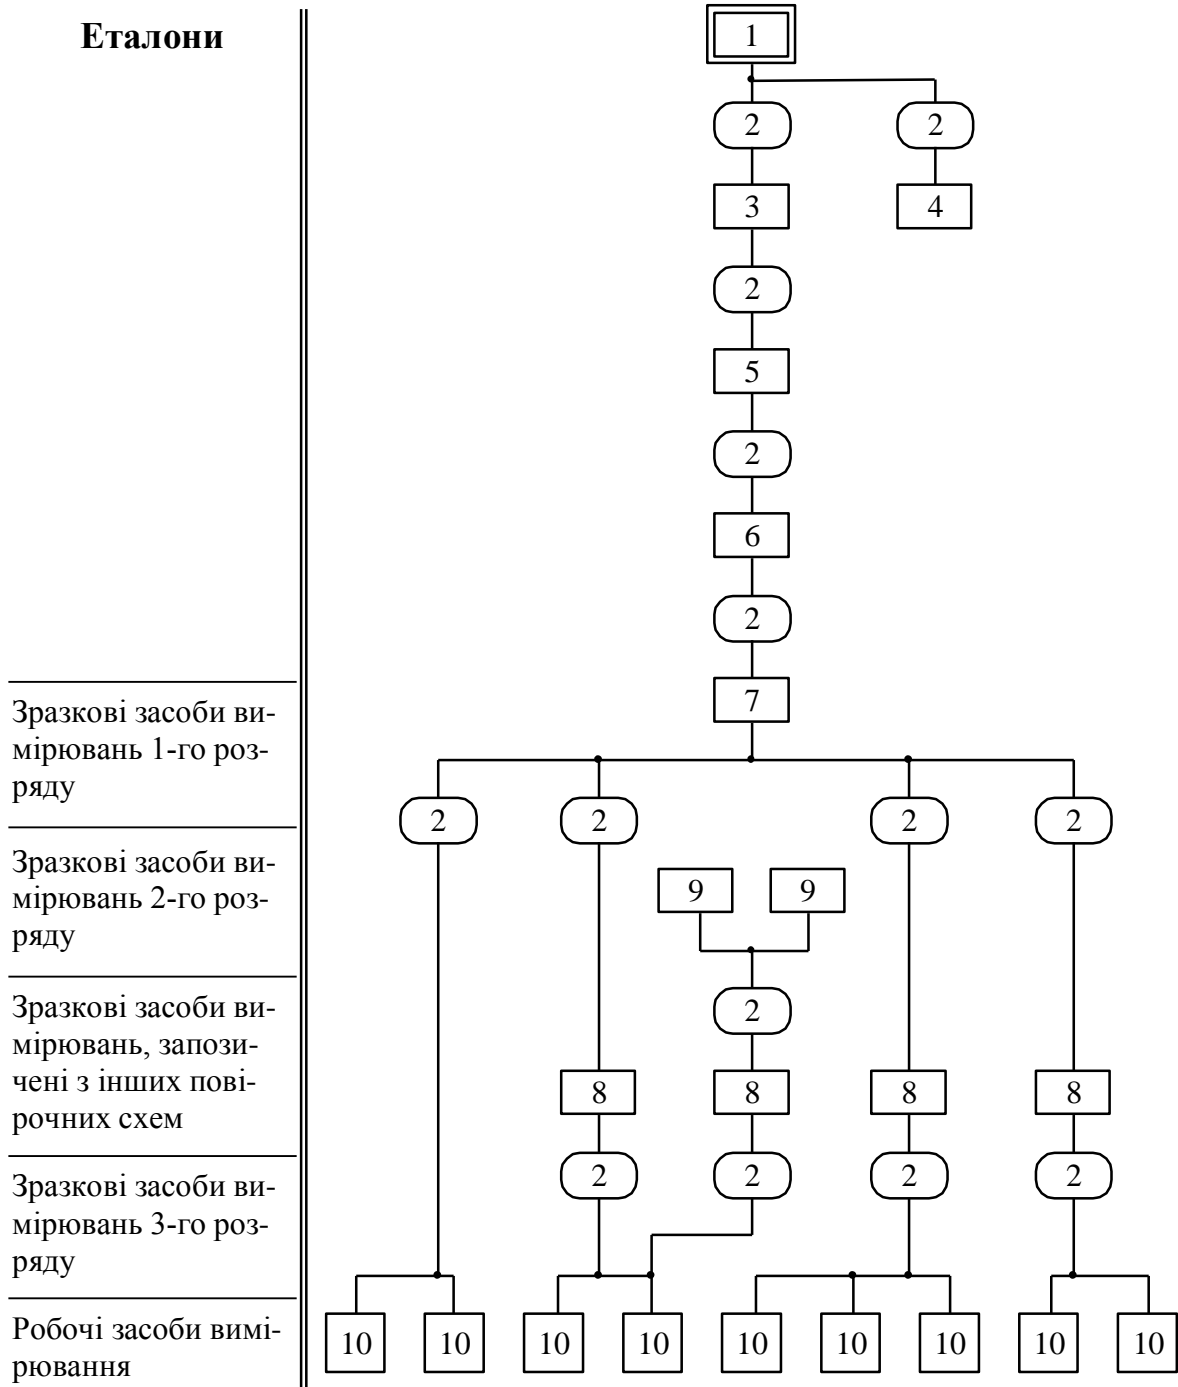 Еталони
1
2 2
3 4
2
5
2
6
2
7
Зразкові засоби ви-
мірювань 1-го роз-
ряду
2 2 2 2
Зразкові засоби ви-
мірювань 2-го роз-
ряду
9 9
Зразкові засоби ви-
мірювань, запози-
чені з інших пові-
рочних схем
2
8 8 8 8
Зразкові засоби ви-
мірювань 3-го роз-
ряду
2 2 2 2
Робочі засоби вимі-
рювання
10 10 10 10 10 10 10 10 10